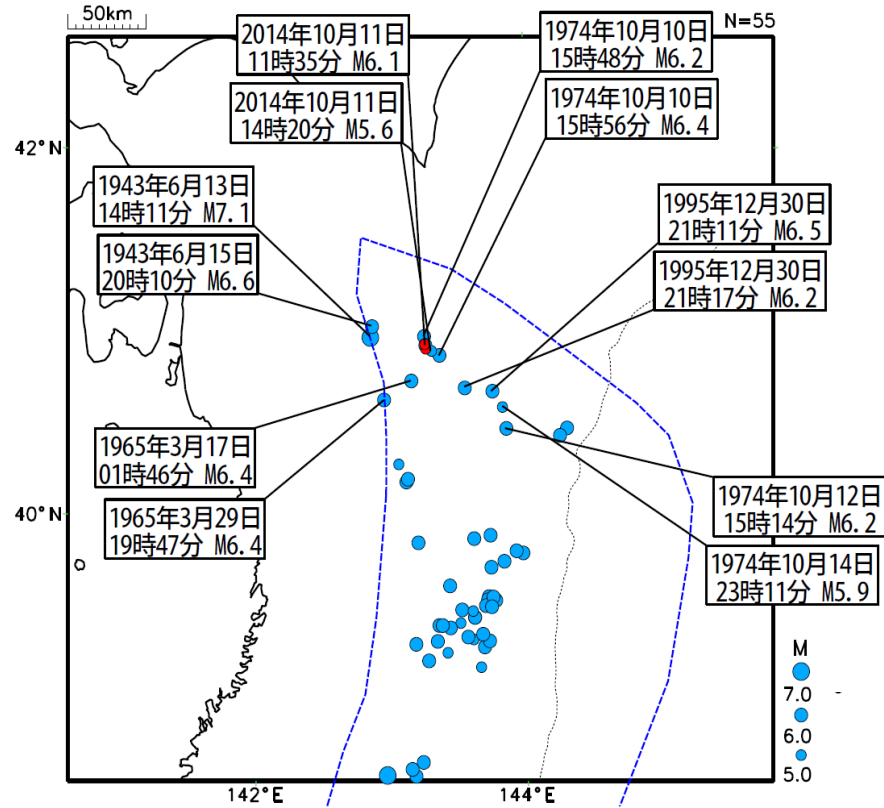 50km
N=55
2014年10月11日
11時35分 M6.1
1974年10月10日
15時48分 M6.2
2014年10月11日
14時20分 M5.6
1974年10月10日
15時56分 M6.4
42°N
1943年6月13日
14時11分 M7.1
1995年12月30日
21時11分 M6.5
1943年6月15日
20時10分 M6.6
1995年12月30日
21時17分 M6.2
1965年3月17日
01時46分 M6.4
1974年10月12日
15時14分 M6.2
40°N
1965年3月29日
19時47分 M6.4
1974年10月14日
23時11分 M5.9
M
7.0
6.0
5.0
142°E
144°E